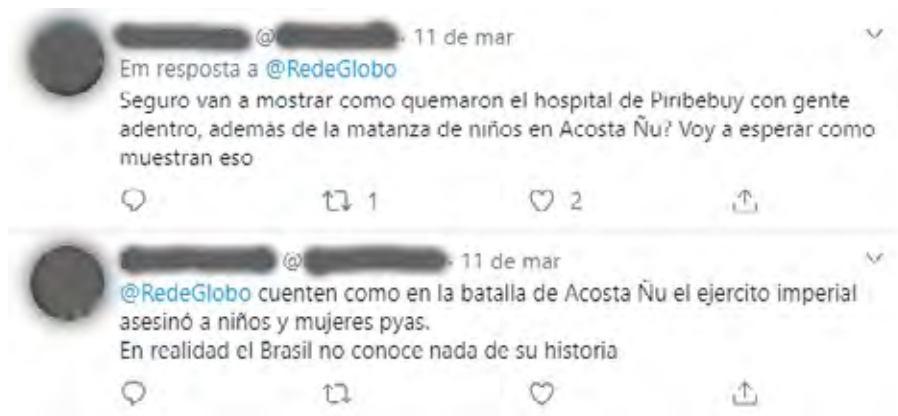 @ · 11 de mar
Em resposta a @RedeGlobo
Seguro van a mostrar como quemaron el hospital de Piribebuy con gente
adentro, además de la matanza de niños en Acosta Ñu? Voy a esperar como
muestran eso
1 2
@ · 11 de mar
@RedeGlobo cuenten como en la batalla de Acosta Ñu el ejercito imperial
asesinó a niños y mujeres pyas.
En realidad el Brasil no conoce nada de su historia